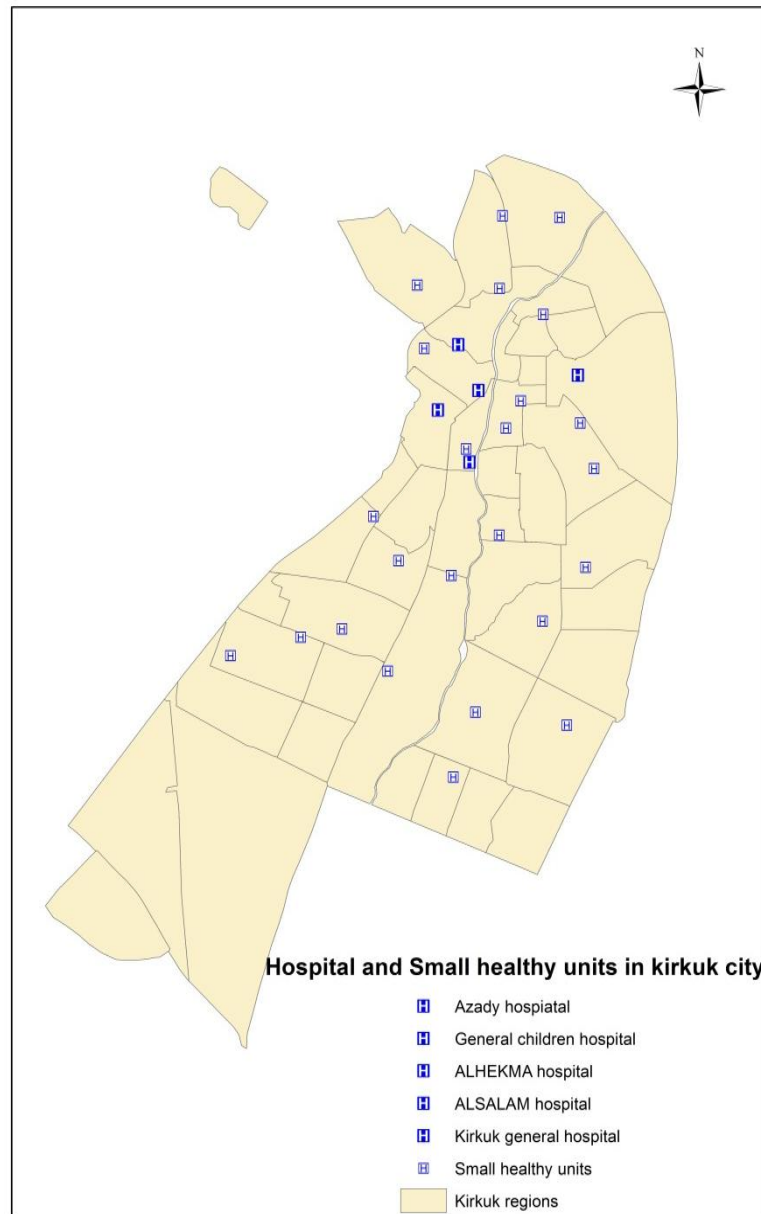 N
Hospital and Small healthy units in kirkuk city
Azady hospiatal
General children hospital
ALHEKMA hospital
ALSALAM hospital
Kirkuk general hospital
Small healthy units
Kirkuk regions